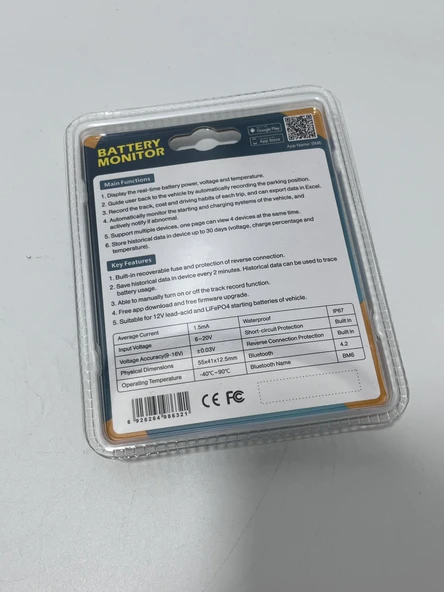 BATTERY
MONITOR
Google Play
App Store
App Name: BM6
Main Functions
1. Display the real-time battery power, voltage and temperature.
2. Guide user back to the vehicle by automatically recording the parking position.
3. Record the track, cost and driving habits of each trip, and can export data in Excel.
4. Automatically monitor the starting and charging systems of the vehicle, and
actively notify if abnormal.
5. Support multiple devices, one page can view 4 devices at the same time.
6. Store historical data in device up to 30 days (voltage, charge percentage and
temperature).
Key Features
1. Built-in recoverable fuse and protection of reverse connection.
2. Save historical data in device every 2 minutes. Historical data can be used to trace
battery usage.
3. Able to manually turn on or off the track record function.
4. Free app download and free firmware upgrade.
5. Suitable for 12V lead-acid and LiFePO4 starting batteries of vehicle.
Average Current 1.5mA Waterproof IP67
Input Voltage 6~20V Short-circuit Protection Built in
Voltage Accuracy(9-16V) ±0.03V Reverse Connection Protection Built in
Physical Dimensions 55x41x12.5mm Bluetooth 4.2
Operating Temperature -40℃~90℃ Bluetooth Name BM6
CE FC
6 926264 986321